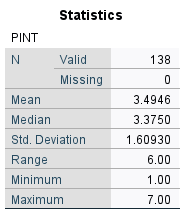 Statistics
PINT
N Valid 138
Missing 0
Mean 3.4946
Median 3.3750
Std. Deviation 1.60930
Range 6.00
Minimum 1.00
Maximum 7.00